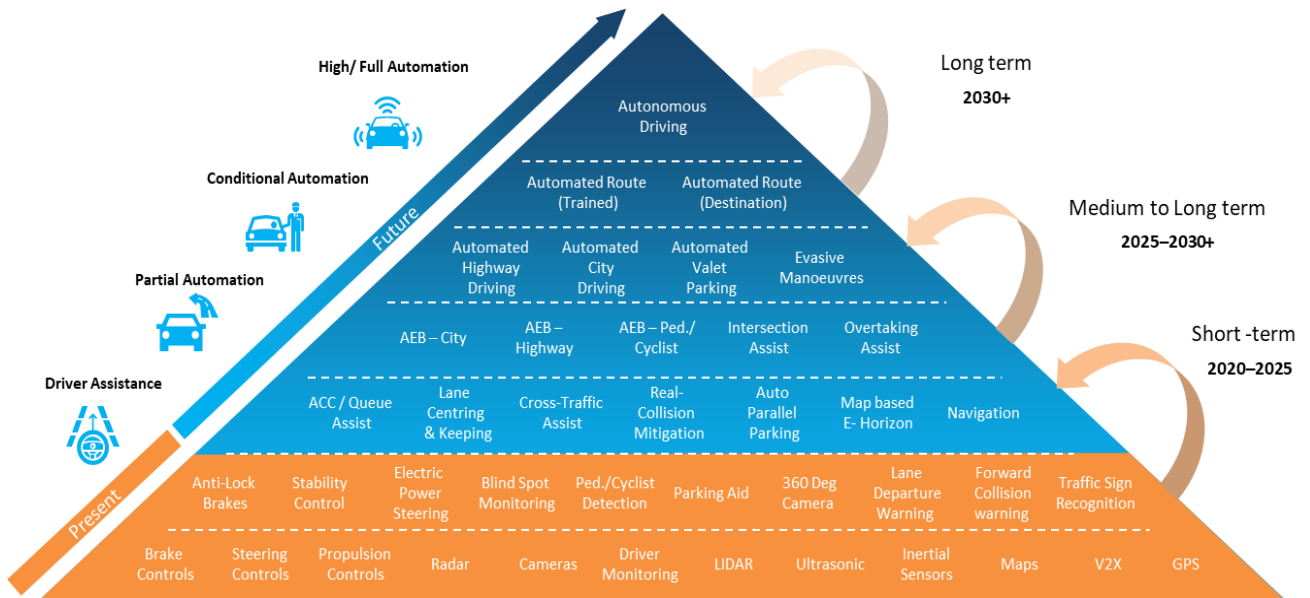 High/ Full Automation
Conditional Automation
Partial Automation
Driver Assistance
Future
Present
Long term
2030+
Medium to Long term
2025–2030+
Short -term
2020–2025
Autonomous
Driving
Automated Route
(Trained)
Automated Route
(Destination)
Automated
Highway
Driving
Automated
City
Driving
Automated
Valet
Parking
Evasive
Manoeuvres
AEB – City
AEB –
Highway
AEB – Ped./
Cyclist
Intersection
Assist
Overtaking
Assist
ACC / Queue
Assist
Lane
Centring
& Keeping
Cross-Traffic
Assist
Real-
Collision
Mitigation
Auto
Parallel
Parking
Map based
E- Horizon
Navigation
Anti-Lock
Brakes
Stability
Control
Electric
Power
Steering
Blind Spot
Monitoring
Ped./Cyclist
Detection
Parking Aid
360 Deg
Camera
Lane
Departure
Warning
Forward
Collision
warning
Traffic Sign
Recognition
Brake
Controls
Steering
Controls
Propulsion
Controls
Radar
Cameras
Driver
Monitoring
LIDAR
Ultrasonic
Inertial
Sensors
Maps
V2X
GPS